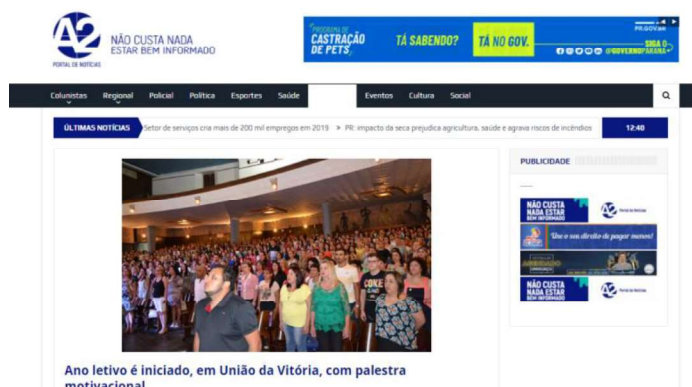 A2
PORTAL DE NOTÍCIAS
NÃO CUSTA NADA
ESTAR BEM INFORMADO
PROGRAMA DE
CASTRAÇÃO
DE PETS
TÁ SABENDO?
TÁ NO GOV.
PR.GOV.BR
SIGA O
@GOVERNOPARANA
Colunistas Regional Policial Política Esportes Saúde Eventos Cultura Social
ÚLTIMAS NOTÍCIAS Setor de serviços cria mais de 200 mil empregos em 2019 » PR: impacto da seca prejudica agricultura, saúde e agrava riscos de incêndios 12:40
PUBLICIDADE
NÃO CUSTA
NADA ESTAR
BEM INFORMADO
A2 Portal de Notícias
Use o seu direito de pagar menos!
NÃO CUSTA
NADA ESTAR
BEM INFORMADO
A2 Portal de Notícias
COKE
Ano letivo é iniciado, em União da Vitória, com palestra
motivacional